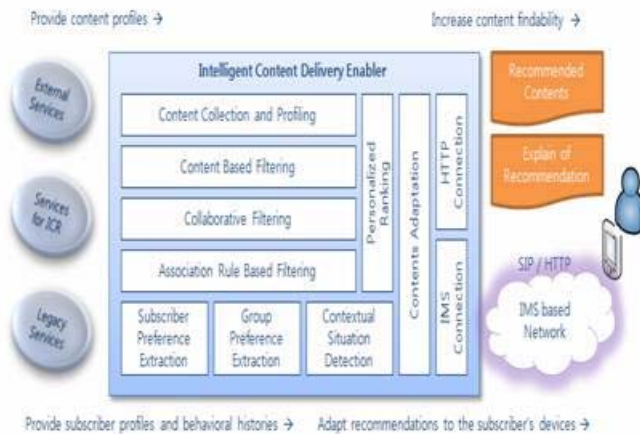 Provide content profiles →
Increase content findability →
External
Services
Services
for ICR
Legacy
Services
Intelligent Content Delivery Enabler
Content Collection and Profiling
Content Based Filtering
Collaborative Filtering
Association Rule Based Filtering
Subscriber
Preference
Extraction
Group
Preference
Extraction
Contextual
Situation
Detection
Personalized
Ranking
Contents Adaptation
HTTP
Connection
IMS
Connection
Recommended
Contents
Explain of
Recommendation
SIP / HTTP
IMS based
Network
Provide subscriber profiles and behavioral histories →
Adapt recommendations to the subscriber's devices →